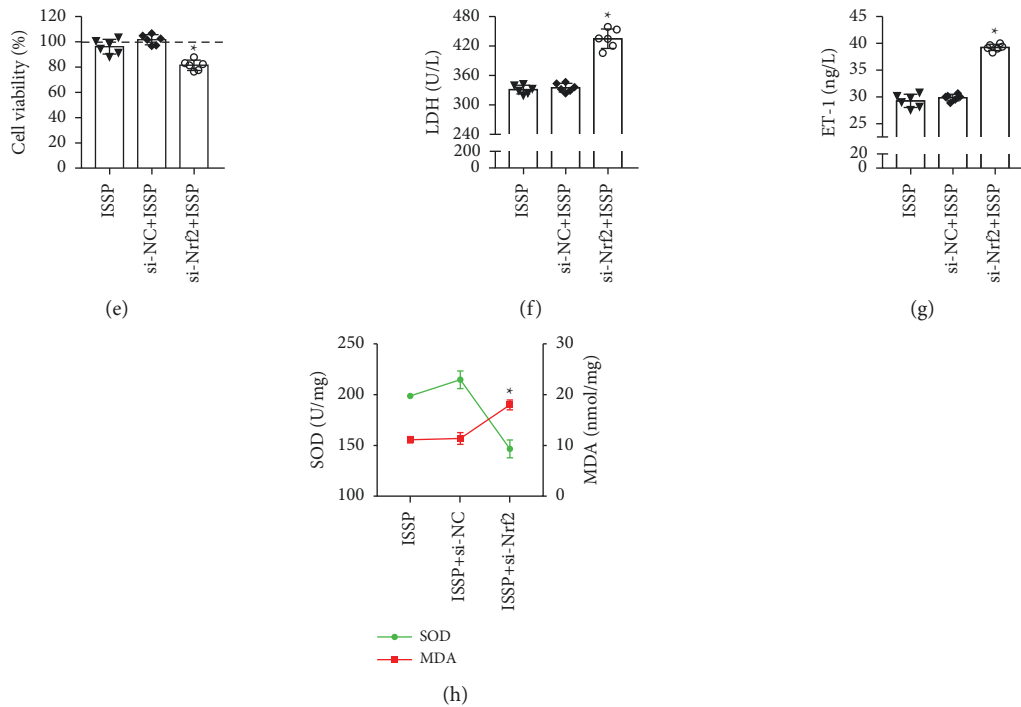 Cell viability (%)
120
100
80
60
40
20
0
*
ISSP
si-NC+ISSP
si-Nrf2+ISSP
(e)
LDH (U/L)
480
420
360
300
240
200
0
*
ISSP
si-NC+ISSP
si-Nrf2+ISSP
(f)
ET-1 (ng/L)
45
40
35
30
25
20
0
*
ISSP
si-NC+ISSP
si-Nrf2+ISSP
(g)
SOD (U/mg)
250
200
150
100
*
30
20
10
0
MDA (nmol/mg)
ISSP
ISSP+si-NC
ISSP+si-Nrf2
SOD
MDA
(h)